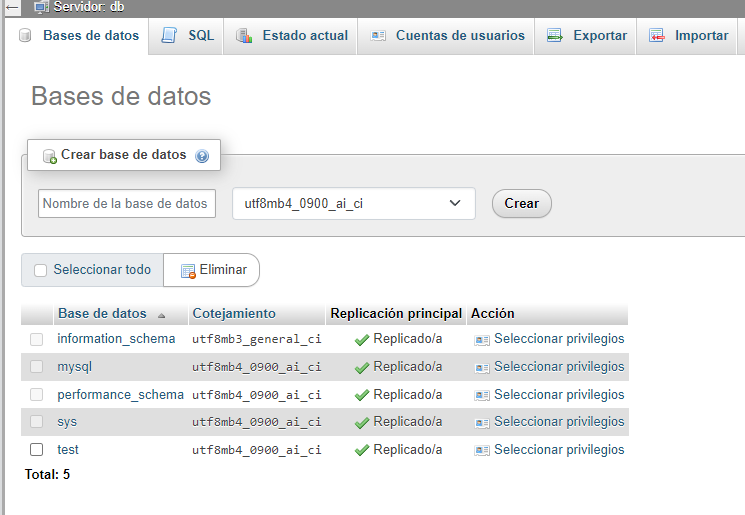 Servidor: db
Bases de datos SQL Estado actual Cuentas de usuarios Exportar Importar
Bases de datos
Crear base de datos
Nombre de la base de datos utf8mb4_0900_ai_ci Crear
Seleccionar todo Eliminar
Base de datos Cotejamiento Replicación principal Acción
information_schema utf8mb3_general_ci Replicado/a Seleccionar privilegios
mysql utf8mb4_0900_ai_ci Replicado/a Seleccionar privilegios
performance_schema utf8mb4_0900_ai_ci Replicado/a Seleccionar privilegios
sys utf8mb4_0900_ai_ci Replicado/a Seleccionar privilegios
test utf8mb4_0900_ai_ci Replicado/a Seleccionar privilegios
Total: 5